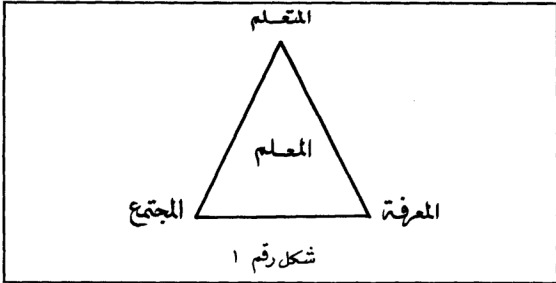 المتعلم
المعلم
المعرفة
المجتمع
شكل رقم ١